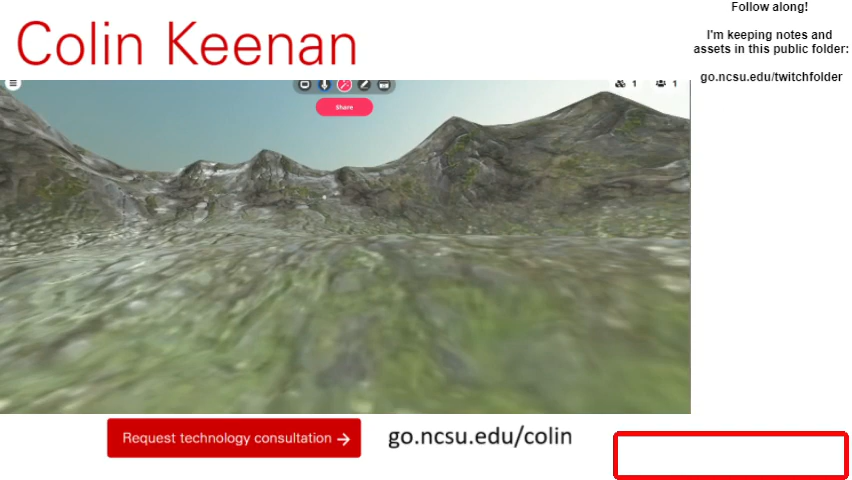 Colin Keenan
Follow along!
I'm keeping notes and
assets in this public folder:
go.ncsu.edu/twitchfolder
1
1
Share
Request technology consultation
go.ncsu.edu/colin